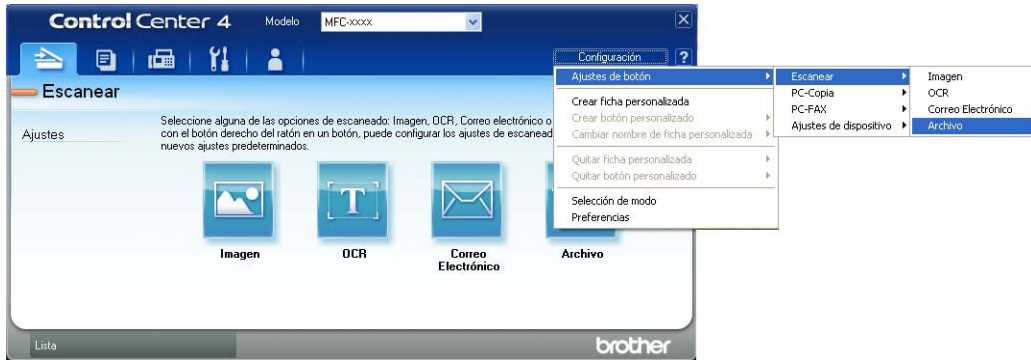 Control Center 4
Modelo
MFC-xxxx
Configuración
?
Escanear
Ajustes
Seleccione alguna de las opciones de escaneado: Imagen, OCR, Correo electrónico o
con el botón derecho del ratón en un botón, puede configurar los ajustes de escanead
nuevos ajustes predeterminados.
T
Imagen
OCR
Correo
Electrónico
Archivo
Ajustes de botón
Crear ficha personalizada
Crear botón personalizado
Cambiar nombre de ficha personalizada
Quitar ficha personalizada
Quitar botón personalizado
Selección de modo
Preferencias
Escanear
PC-Copia
PC-FAX
Ajustes de dispositivo
Imagen
OCR
Correo Electrónico
Archivo
Lista
brother